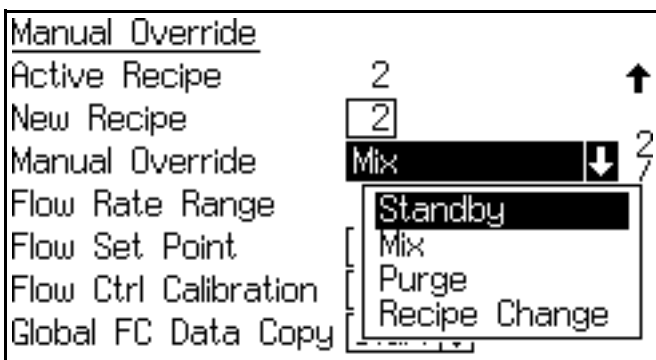 Manual Override
Active Recipe 2
New Recipe 2
Manual Override Mix 2
Flow Rate Range Standby
Flow Set Point Mix
Flow Ctrl Calibration Purge
Global FC Data Copy Recipe Change